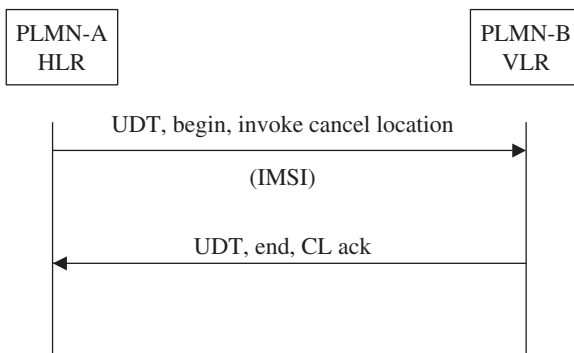 PLMN-A
HLR
PLMN-B
VLR
UDT, begin, invoke cancel location
(IMSI)
UDT, end, CL ack